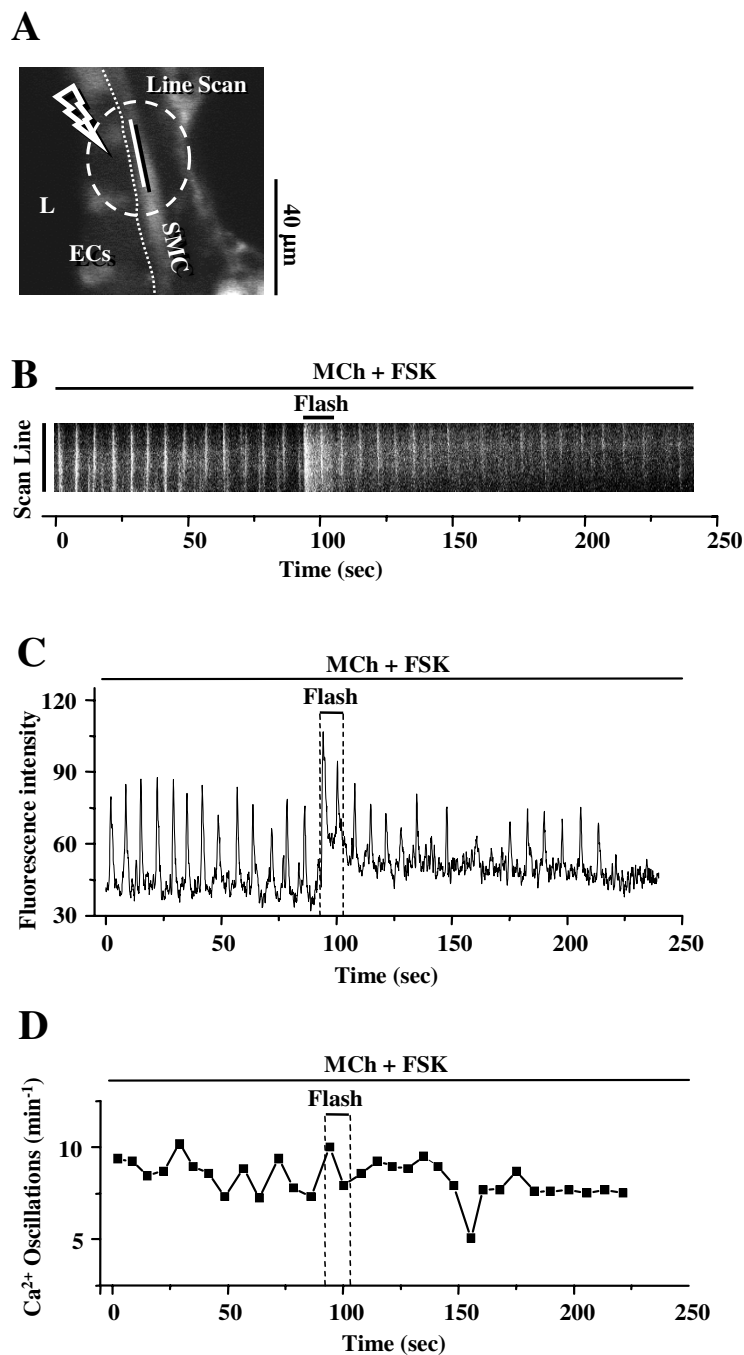 A
Line Scan
L
ECs
SMC
40 µm
B
MCh + FSK
Flash
Scan Line
0 50 100 150 200 250
Time (sec)
C
MCh + FSK
Flash
Fluorescence intensity
120
90
60
30
0 50 100 150 200 250
Time (sec)
D
MCh + FSK
Flash
Ca²⁺ Oscillations (min⁻¹)
10
5
0 50 100 150 200 250
Time (sec)